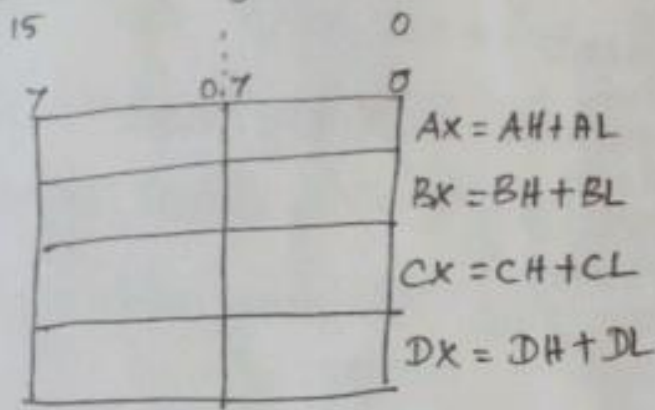 15 0
7 0.7 0
AX = AH+AL
BX = BH+BL
CX = CH+CL
DX = DH+DL